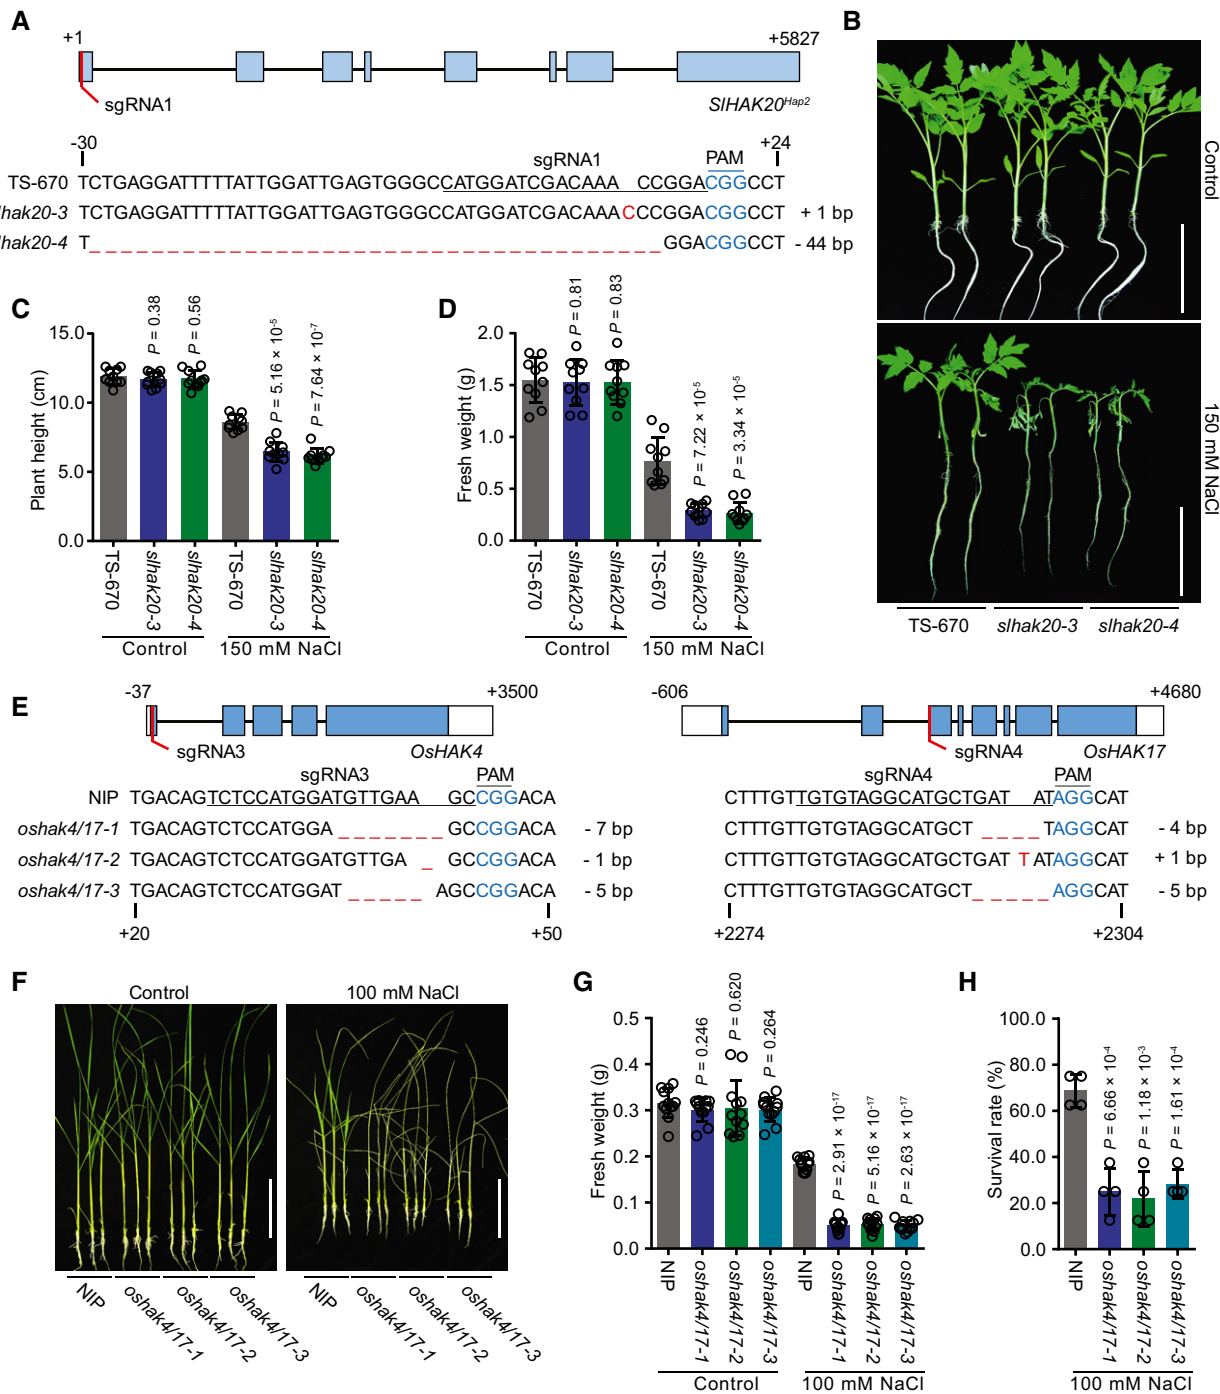 A
+1
+5827
sgRNA1
SlHAK20Hap2
-30
+24
sgRNA1
PAM
TS-670 TCTGAGGATTTTTATTGGATTGAGTGGGCCATGGATCGACAAA CCGGACGGCCT
lhak20-3 TCTGAGGATTTTTATTGGATTGAGTGGGCCATGGATCGACAAACCCGGACGGCCT + 1 bp
lhak20-4 T GGACGGCCT - 44 bp
B
Control
150 mM NaCl
TS-670
slhak20-3
slhak20-4
C
Plant height (cm)
15.0
10.0
5.0
0.0
P = 0.38
P = 0.56
P = 5.16 × 10-5
P = 7.64 × 10-7
TS-670
slhak20-3
slhak20-4
TS-670
slhak20-3
slhak20-4
Control
150 mM NaCl
D
Fresh weight (g)
2.0
1.5
1.0
0.5
0.0
P = 0.81
P = 0.83
P = 7.22 × 10-5
P = 3.34 × 10-5
TS-670
slhak20-3
slhak20-4
TS-670
slhak20-3
slhak20-4
Control
150 mM NaCl
E
-37
+3500
sgRNA3
OsHAK4
-606
+4680
sgRNA4
OsHAK17
sgRNA3
PAM
NIP TGACAGTCTCCATGGATGTTGAA GCCGGACA
oshak4/17-1 TGACAGTCTCCATGGA GCCGGACA - 7 bp
oshak4/17-2 TGACAGTCTCCATGGATGTTGA _ GCCGGACA - 1 bp
oshak4/17-3 TGACAGTCTCCATGGAT AGCCGGACA - 5 bp
+20
+50
sgRNA4
PAM
CTTTGTTGTGTAGGCATGCTGAT ATAGGCAT
CTTTGTTGTGTAGGCATGCT TAGGCAT - 4 bp
CTTTGTTGTGTAGGCATGCTGAT T ATAGGCAT + 1 bp
CTTTGTTGTGTAGGCATGCT AGGCAT - 5 bp
+2274
+2304
F
Control
100 mM NaCl
NIP
oshak4/17-1
oshak4/17-2
oshak4/17-3
NIP
oshak4/17-1
oshak4/17-2
oshak4/17-3
G
Fresh weight (g)
0.5
0.4
0.3
0.2
0.1
0.0
P = 0.246
P = 0.620
P = 0.264
P = 2.91 × 10-17
P = 5.16 × 10-17
P = 2.63 × 10-17
NIP
oshak4/17-1
oshak4/17-2
oshak4/17-3
NIP
oshak4/17-1
oshak4/17-2
oshak4/17-3
Control
100 mM NaCl
H
Survival rate (%)
100.0
80.0
60.0
40.0
20.0
0.0
P = 6.66 × 10-4
P = 1.18 × 10-3
P = 1.61 × 10-4
NIP
oshak4/17-1
oshak4/17-2
oshak4/17-3
100 mM NaCl